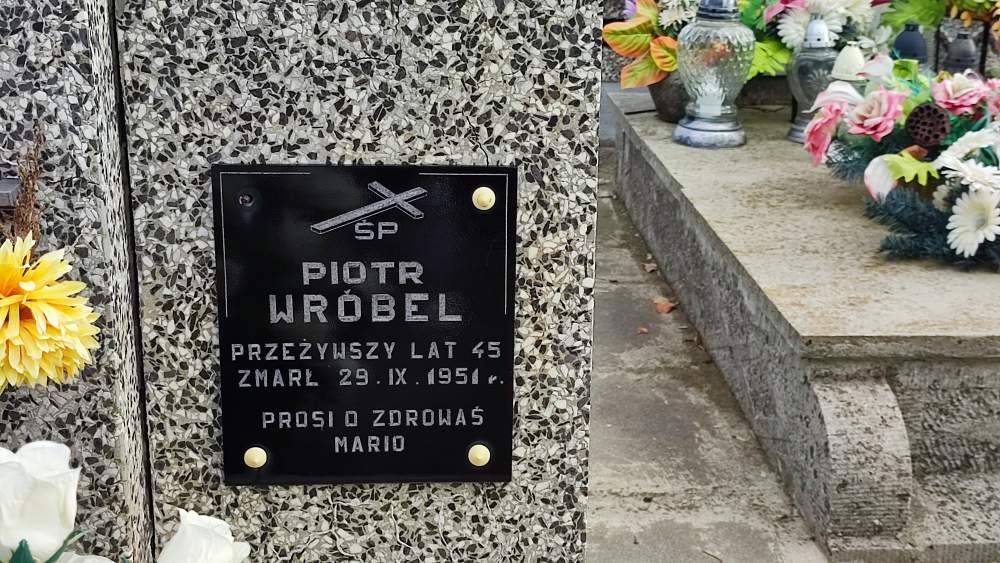 ŚP
PIOTR
WRÓBEL
PRZEŻYWSZY LAT 45
ZMARŁ 29.IX.1951 r.
PROSI O ZDROWAŚ
MARIO